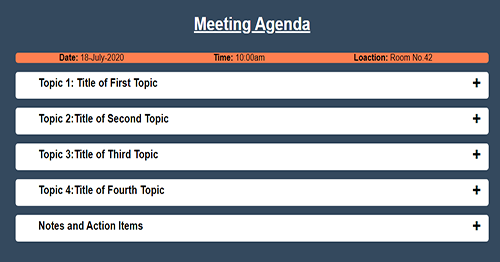 Meeting Agenda
Date: 18-July-2020 Time: 10:00am Loaction: Room No.42
Topic 1: Title of First Topic +
Topic 2:Title of Second Topic +
Topic 3:Title of Third Topic +
Topic 4:Title of Fourth Topic +
Notes and Action Items +